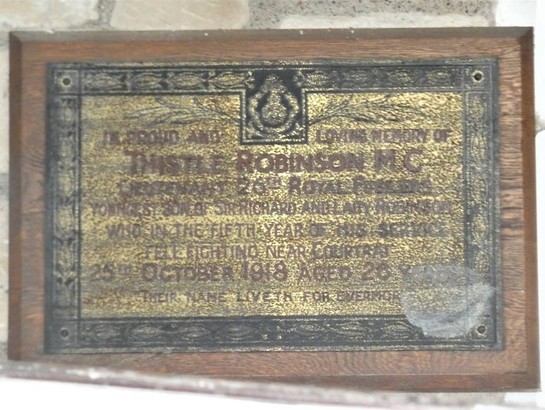 IN PROUD AND LOVING MEMORY OF
THISTLE ROBINSON M.C.
LIEUTENANT 26TH ROYAL FUSILIERS
YOUNGEST SON OF SIR RICHARD AND LADY ROBINSON
WHO IN THE FIFTH YEAR OF HIS SERVICE
FELL FIGHTING NEAR COURTRAI
25TH OCTOBER 1918 AGED 26 YEARS
THEIR NAME LIVETH FOR EVERMORE